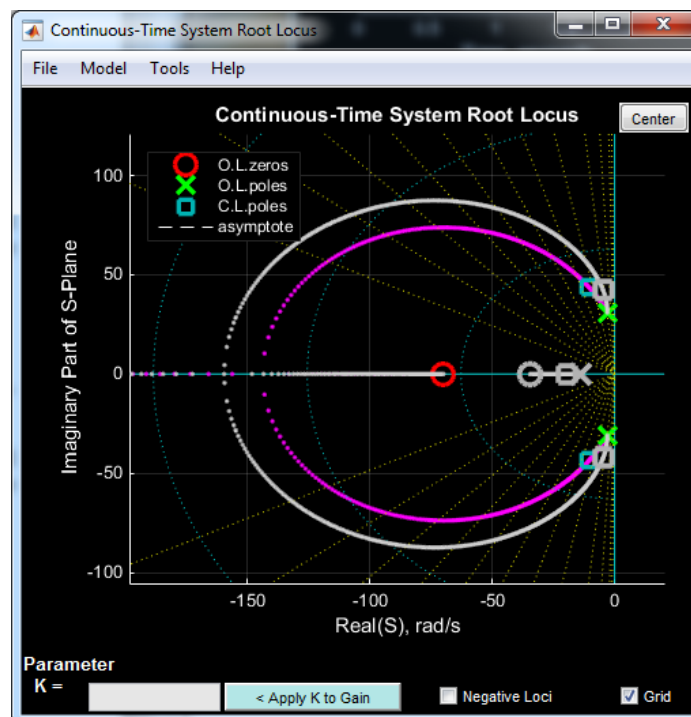 Continuous-Time System Root Locus
File Model Tools Help
Continuous-Time System Root Locus
Center
O.L.zeros
O.L.poles
C.L.poles
asymptote
100
50
0
-50
-100
Imaginary Part of S-Plane
-150 -100 -50 0
Real(S), rad/s
Parameter
K =
< Apply K to Gain
Negative Loci
Grid